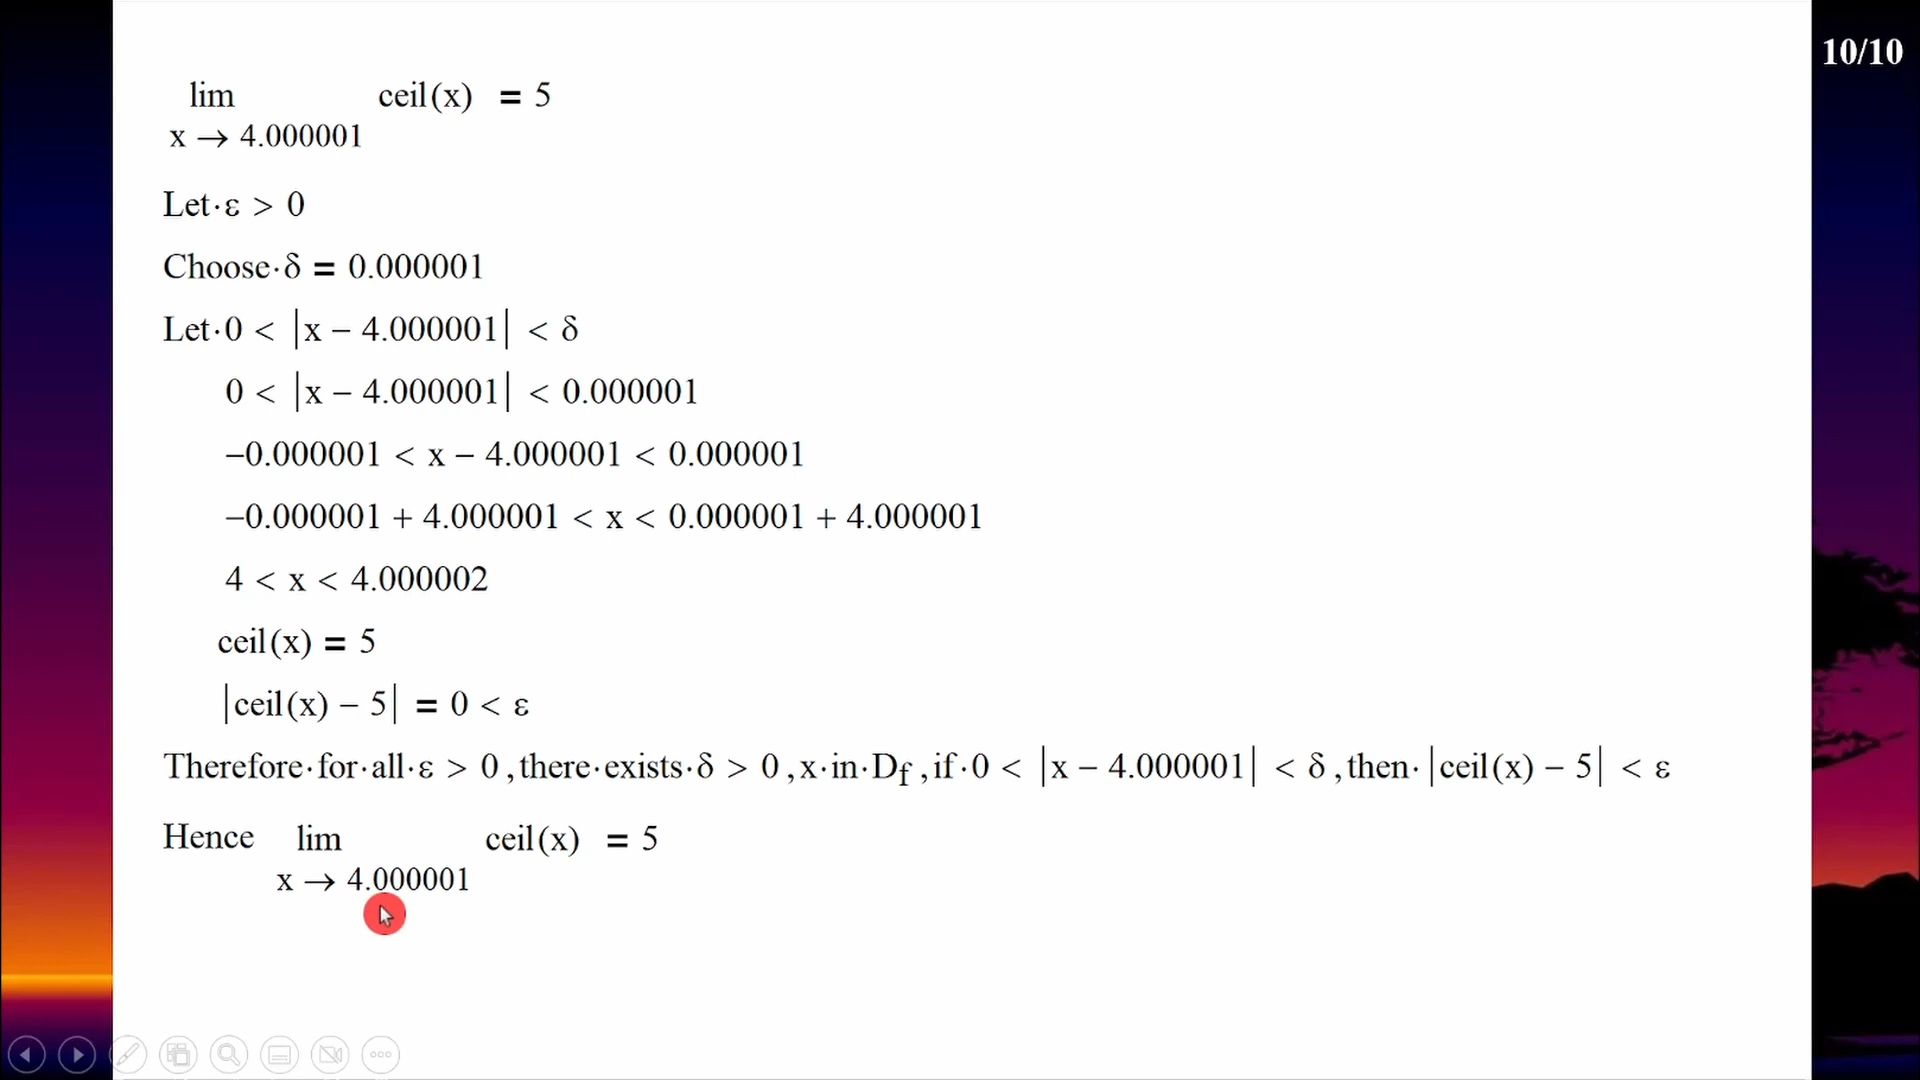 10/10
lim ceil(x) = 5
x → 4.000001
Let·ε > 0
Choose·δ = 0.000001
Let·0 < |x − 4.000001| < δ
0 < |x − 4.000001| < 0.000001
−0.000001 < x − 4.000001 < 0.000001
−0.000001 + 4.000001 < x < 0.000001 + 4.000001
4 < x < 4.000002
ceil(x) = 5
|ceil(x) − 5| = 0 < ε
Therefore·for·all·ε > 0 ,there·exists·δ > 0 ,x·in·Df ,if·0 < |x − 4.000001| < δ ,then·|ceil(x) − 5| < ε
Hence lim ceil(x) = 5
x → 4.000001